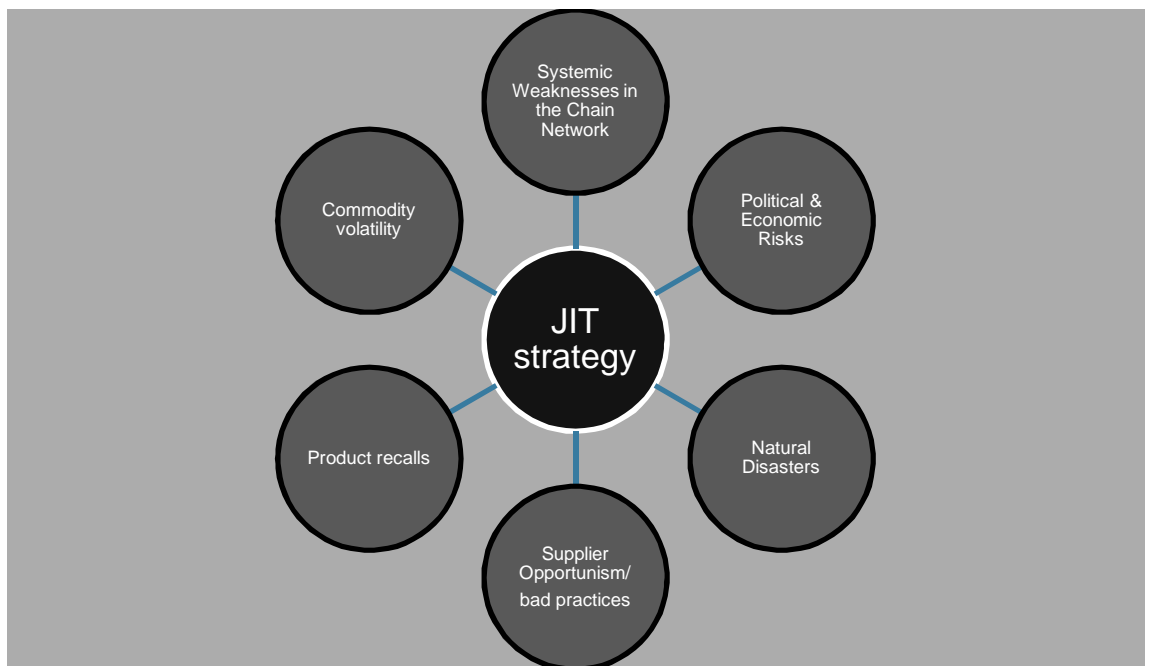 Systemic
Weaknesses in
the Chain
Network
Political &
Economic
Risks
Natural
Disasters
Supplier
Opportunism/
bad practices
Product recalls
Commodity
volatility
JIT
strategy